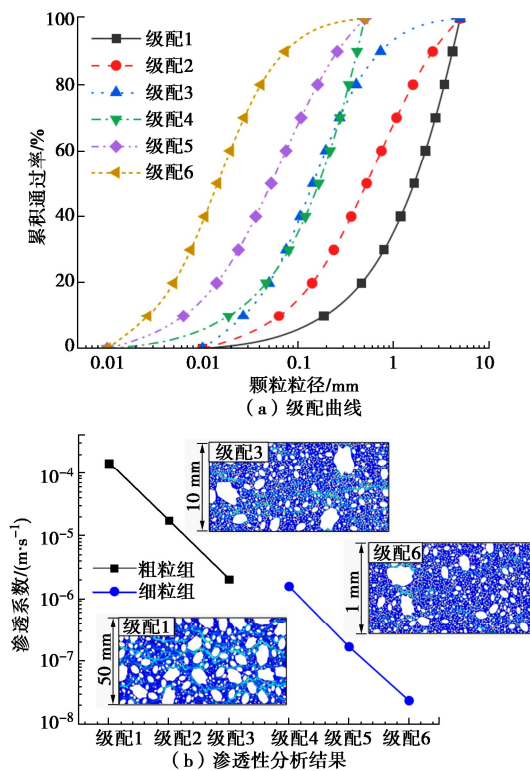 100
80
60
40
20
0
累积通过率/%
级配1
级配2
级配3
级配4
级配5
级配6
0.01
0.01
0.1
1
10
颗粒粒径/mm
（a）级配曲线
10⁻⁴
10⁻⁵
10⁻⁶
10⁻⁷
10⁻⁸
渗透系数/(m·s⁻¹)
级配3
10 mm
级配6
1 mm
粗粒组
细粒组
级配1
50 mm
级配1 级配2 级配3 级配4 级配5 级配6
（b）渗透性分析结果